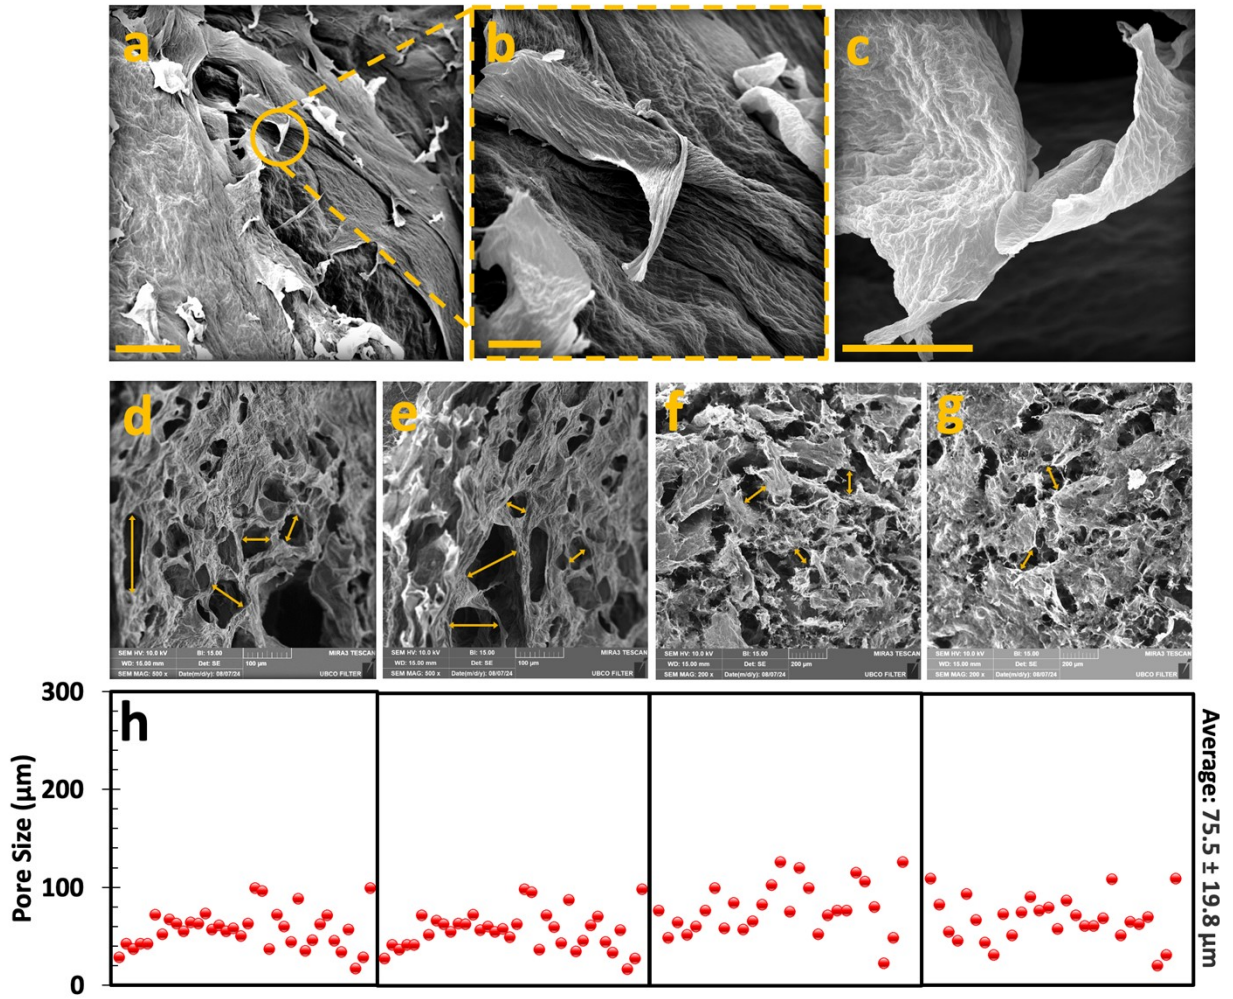 a
b
c
d
e
f
g
SEM HV: 10.0 kV BI: 15.00 MIRA3 TESCAN
WD: 15.00 mm Det: SE 100 µm
SEM MAG: 500 x Date(m/d/y): 08/07/24 UBCO FILTER
SEM HV: 10.0 kV BI: 15.00 MIRA3 TESCAN
WD: 15.00 mm Det: SE 100 µm
SEM MAG: 500 x Date(m/d/y): 08/07/24 UBCO FILTER
SEM HV: 10.0 kV BI: 15.00 MIRA3 TESCAN
WD: 15.00 mm Det: SE 200 µm
SEM MAG: 200 x Date(m/d/y): 08/07/24 UBCO FILTER
SEM HV: 10.0 kV BI: 15.00 MIRA3 TESCAN
WD: 15.00 mm Det: SE 200 µm
SEM MAG: 200 x Date(m/d/y): 08/07/24 UBCO FILTER
h
Pore Size (µm)
300
200
100
0
Average: 75.5 ± 19.8 µm